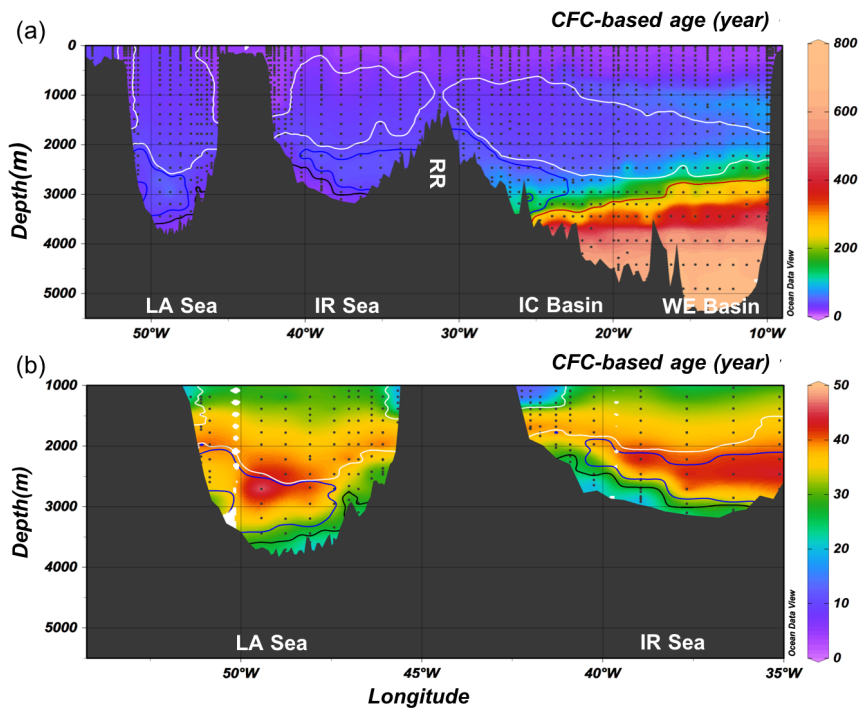 CFC-based age (year)
(a)
0
1000
2000
3000
4000
5000
Depth(m)
RR
LA Sea
IR Sea
IC Basin
WE Basin
50°W
40°W
30°W
20°W
10°W
Ocean Data View
800
600
400
200
0
CFC-based age (year)
(b)
1000
2000
3000
4000
5000
Depth(m)
LA Sea
IR Sea
50°W
45°W
40°W
35°W
Longitude
Ocean Data View
50
40
30
20
10
0